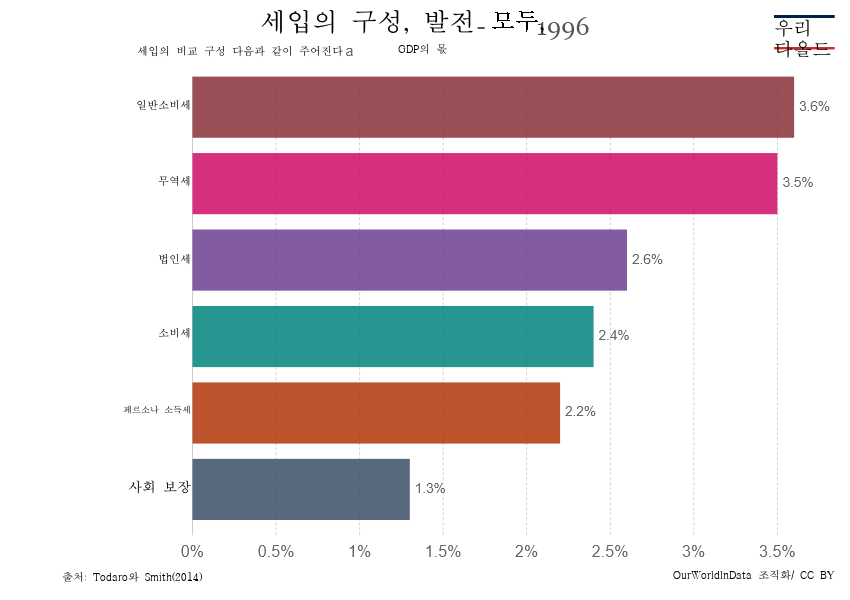 세입의 구성, 발전- 모두, 1996
세입의 비교 구성 다음과 같이 주어진다 a GDP의 몫
우리
다올드
일반소비세
3.6%
무역세
3.5%
법인세
2.6%
소비세
2.4%
페르소나 소득세
2.2%
사회 보장
1.3%
0% 0.5% 1% 1.5% 2% 2.5% 3% 3.5%
출처: Todaro와 Smith(2014)
OurWorldInData 조직화/ CC BY